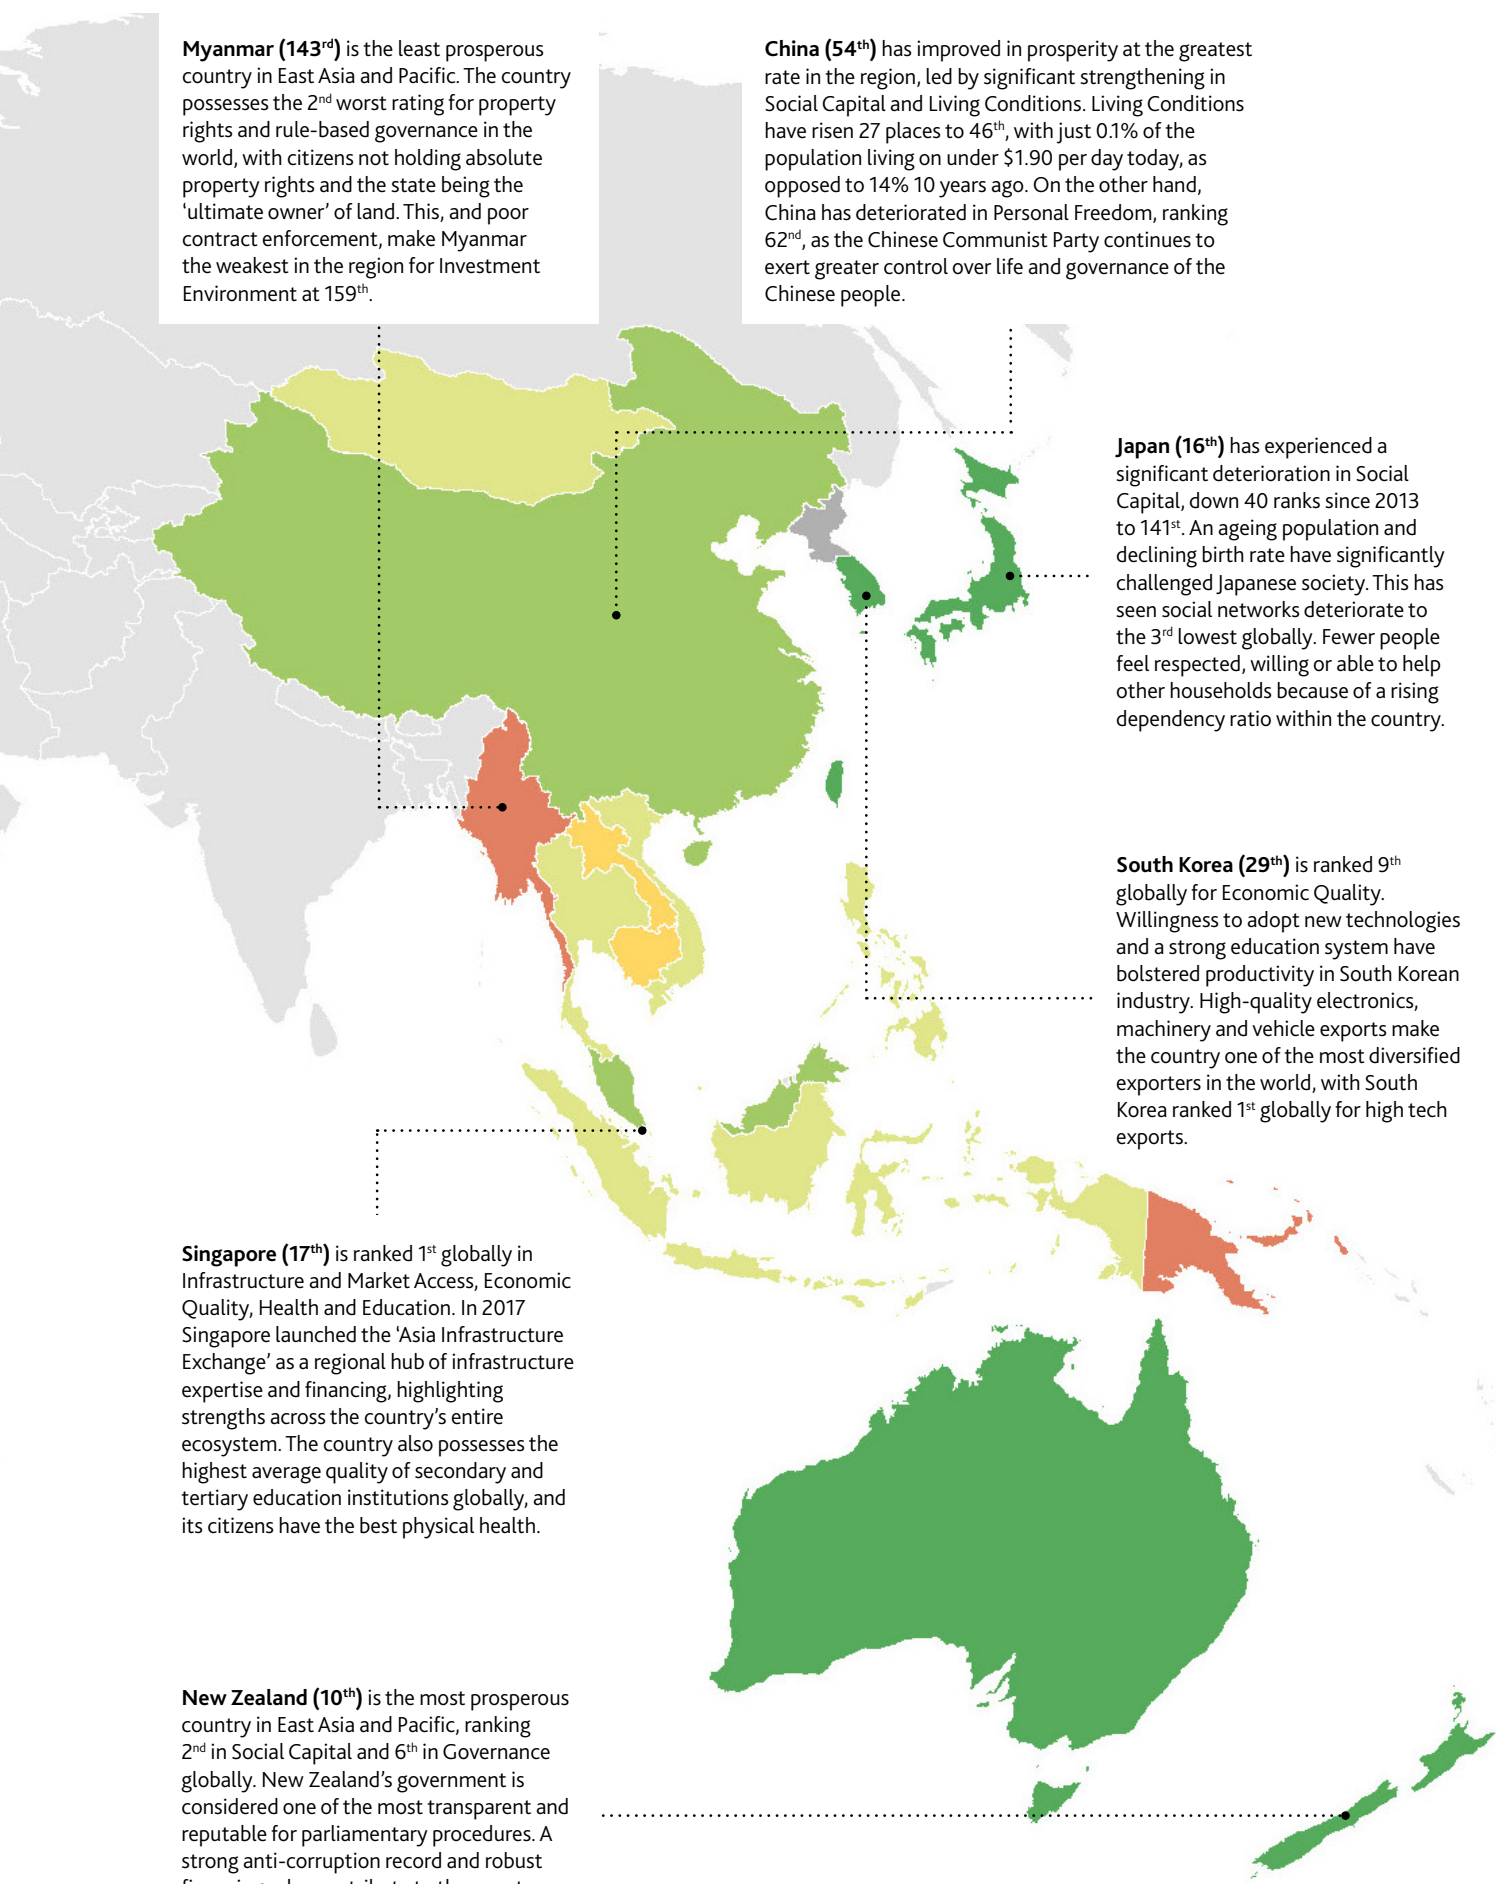 Myanmar (143rd) is the least prosperous
country in East Asia and Pacific. The country
possesses the 2nd worst rating for property
rights and rule-based governance in the
world, with citizens not holding absolute
property rights and the state being the
‘ultimate owner’ of land. This, and poor
contract enforcement, make Myanmar
the weakest in the region for Investment
Environment at 159th.
China (54th) has improved in prosperity at the greatest
rate in the region, led by significant strengthening in
Social Capital and Living Conditions. Living Conditions
have risen 27 places to 46th, with just 0.1% of the
population living on under $1.90 per day today, as
opposed to 14% 10 years ago. On the other hand,
China has deteriorated in Personal Freedom, ranking
62nd, as the Chinese Communist Party continues to
exert greater control over life and governance of the
Chinese people.
Japan (16th) has experienced a
significant deterioration in Social
Capital, down 40 ranks since 2013
to 141st. An ageing population and
declining birth rate have significantly
challenged Japanese society. This has
seen social networks deteriorate to
the 3rd lowest globally. Fewer people
feel respected, willing or able to help
other households because of a rising
dependency ratio within the country.
South Korea (29th) is ranked 9th
globally for Economic Quality.
Willingness to adopt new technologies
and a strong education system have
bolstered productivity in South Korean
industry. High-quality electronics,
machinery and vehicle exports make
the country one of the most diversified
exporters in the world, with South
Korea ranked 1st globally for high tech
exports.
Singapore (17th) is ranked 1st globally in
Infrastructure and Market Access, Economic
Quality, Health and Education. In 2017
Singapore launched the ‘Asia Infrastructure
Exchange’ as a regional hub of infrastructure
expertise and financing, highlighting
strengths across the country’s entire
ecosystem. The country also possesses the
highest average quality of secondary and
tertiary education institutions globally, and
its citizens have the best physical health.
New Zealand (10th) is the most prosperous
country in East Asia and Pacific, ranking
2nd in Social Capital and 6th in Governance
globally. New Zealand’s government is
considered one of the most transparent and
reputable for parliamentary procedures. A
strong anti-corruption record and robust